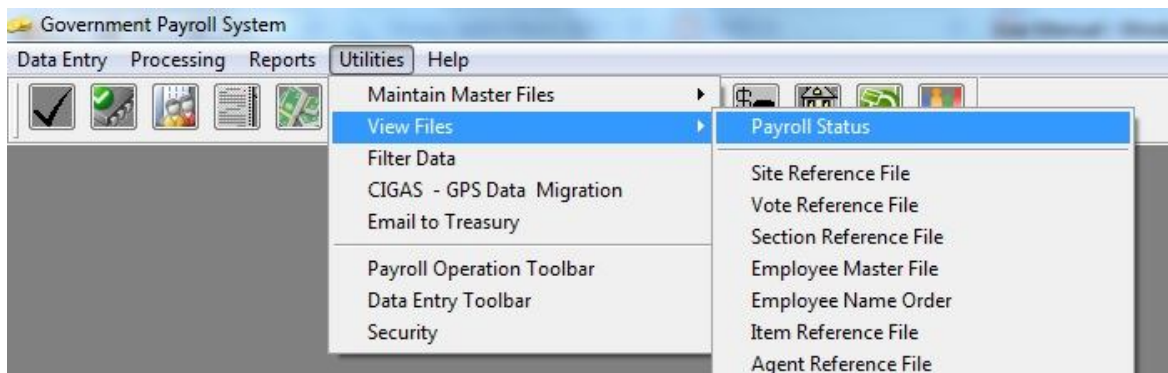 Government Payroll System
Data Entry Processing Reports Utilities Help
Maintain Master Files
View Files
Filter Data
CIGAS - GPS Data Migration
Email to Treasury
Payroll Operation Toolbar
Data Entry Toolbar
Security
Payroll Status
Site Reference File
Vote Reference File
Section Reference File
Employee Master File
Employee Name Order
Item Reference File
Agent Reference File